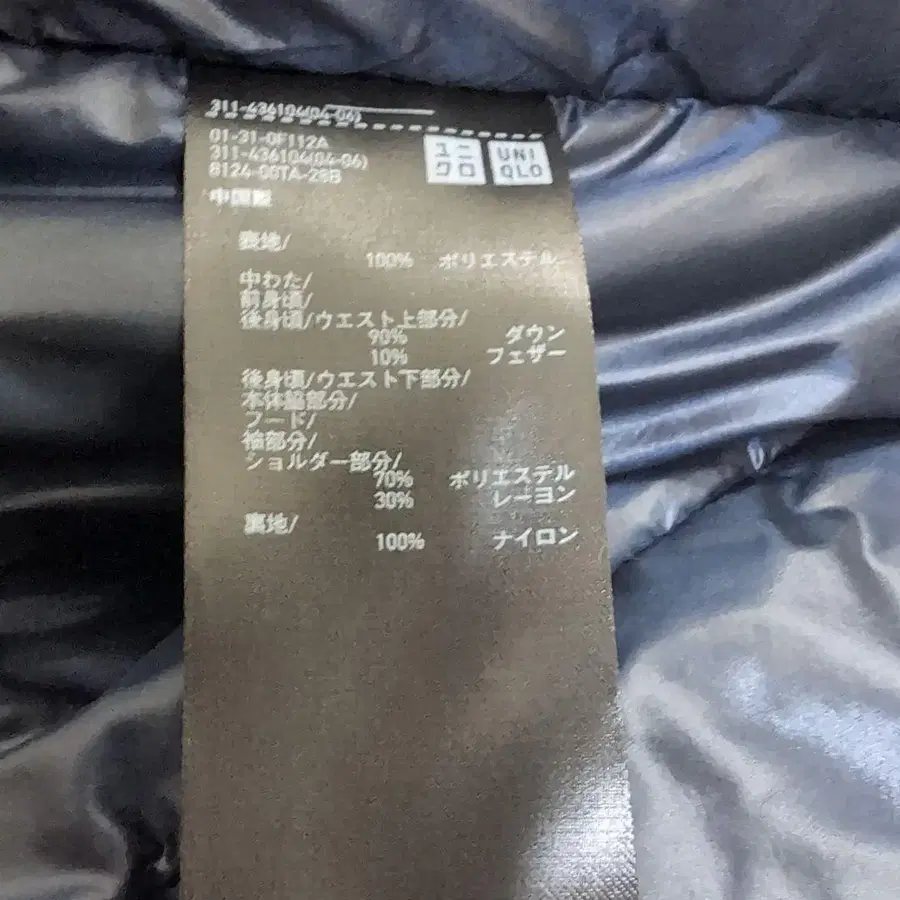 311-436104(04-06)
01-31-0F112A
311-436104(04-06)
8124-00TA-28B
ユニ
クロ
UNI
QLO
中国製
表地/
100% ポリエステル
中わた/
前身頃/
後身頃/ウエスト上部分/
90% ダウン
10% フェザー
後身頃/ウエスト下部分/
本体脇部分/
フード/
袖部分/
ショルダー部分/
70% ポリエステル
30% レーヨン
裏地/
100% ナイロン